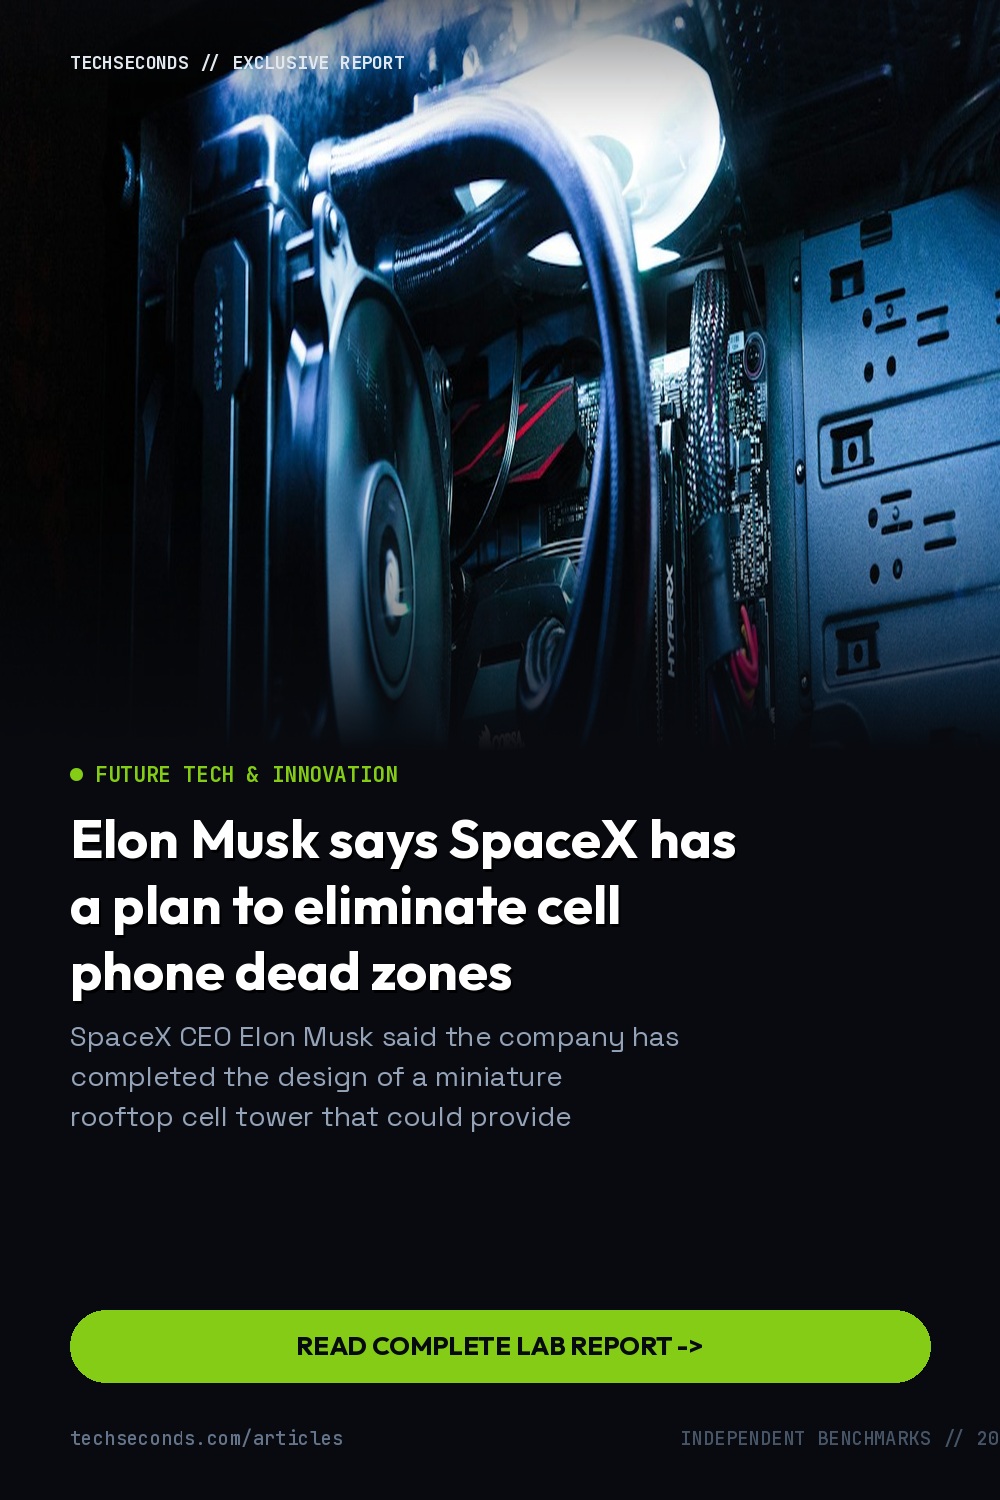 TECHSECONDS // EXCLUSIVE REPORT
HYPERX
FUTURE TECH & INNOVATION
Elon Musk says SpaceX has
a plan to eliminate cell
phone dead zones
SpaceX CEO Elon Musk said the company has
completed the design of a miniature
rooftop cell tower that could provide
READ COMPLETE LAB REPORT ->
techseconds.com/articles
INDEPENDENT BENCHMARKS // 20